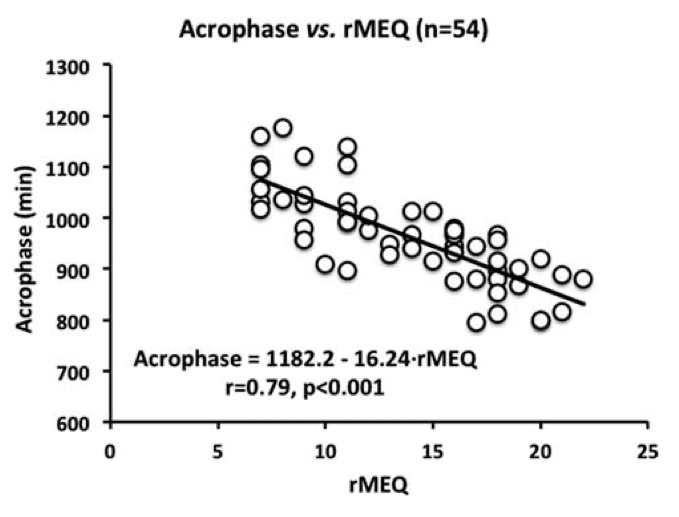 Acrophase vs. rMEQ (n=54)
1300
1200
1100
1000
900
800
700
600
Acrophase (min)
Acrophase = 1182.2 - 16.24·rMEQ
r=0.79, p<0.001
0 5 10 15 20 25
rMEQ